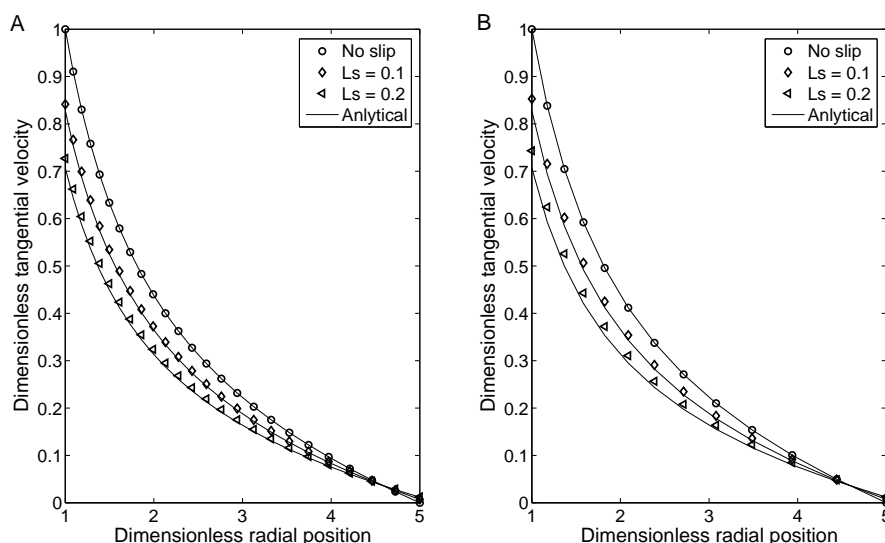 A
1
0.9
0.8
0.7
0.6
0.5
0.4
0.3
0.2
0.1
0
1 2 3 4 5
Dimensionless radial position
Dimensionless tangential velocity
No slip
Ls = 0.1
Ls = 0.2
Anlytical
B
1
0.9
0.8
0.7
0.6
0.5
0.4
0.3
0.2
0.1
0
1 2 3 4 5
Dimensionless radial position
Dimensionless tangential velocity
No slip
Ls = 0.1
Ls = 0.2
Anlytical